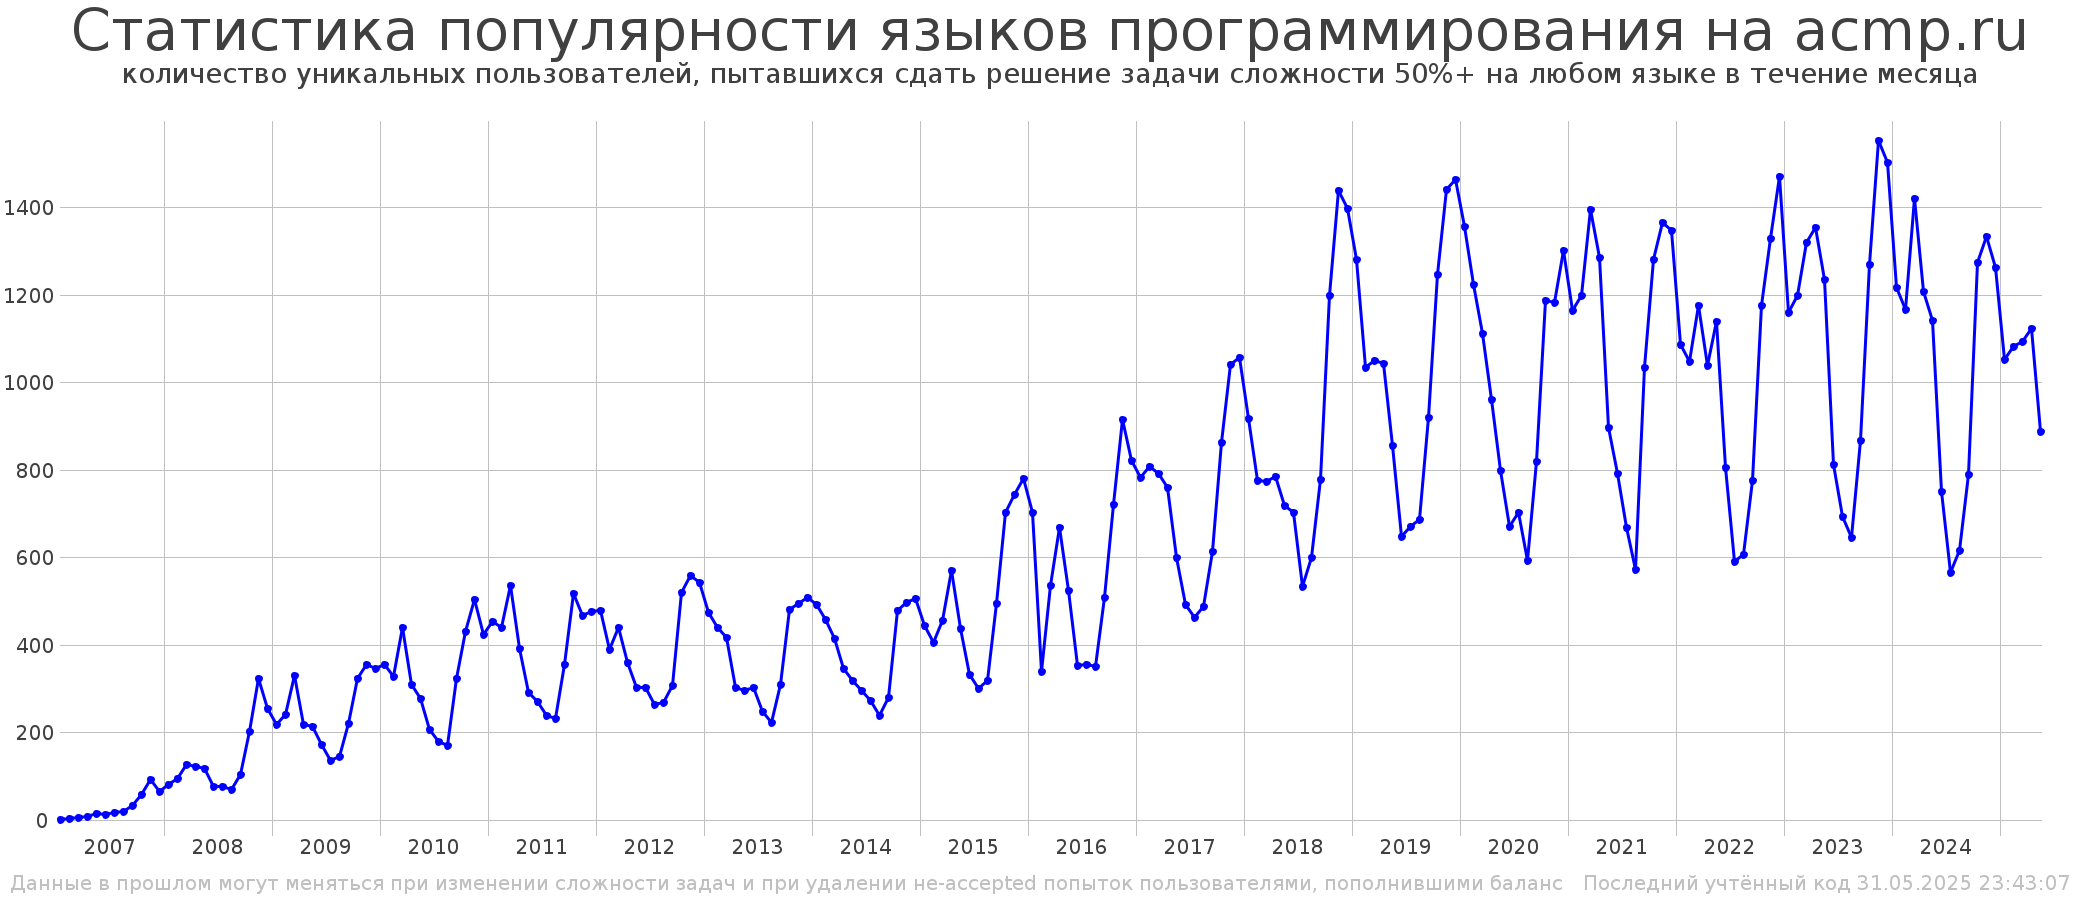 Статистика популярности языков программирования на acmp.ru
количество уникальных пользователей, пытавшихся сдать решение задачи сложности 50%+ на любом языке в течение месяца
1400
1200
1000
800
600
400
200
0
2007 2008 2009 2010 2011 2012 2013 2014 2015 2016 2017 2018 2019 2020 2021 2022 2023 2024
Данные в прошлом могут меняться при изменении сложности задач и при удалении не-accepted попыток пользователями, пополнившими баланс Последний учтённый код 31.05.2025 23:43:07